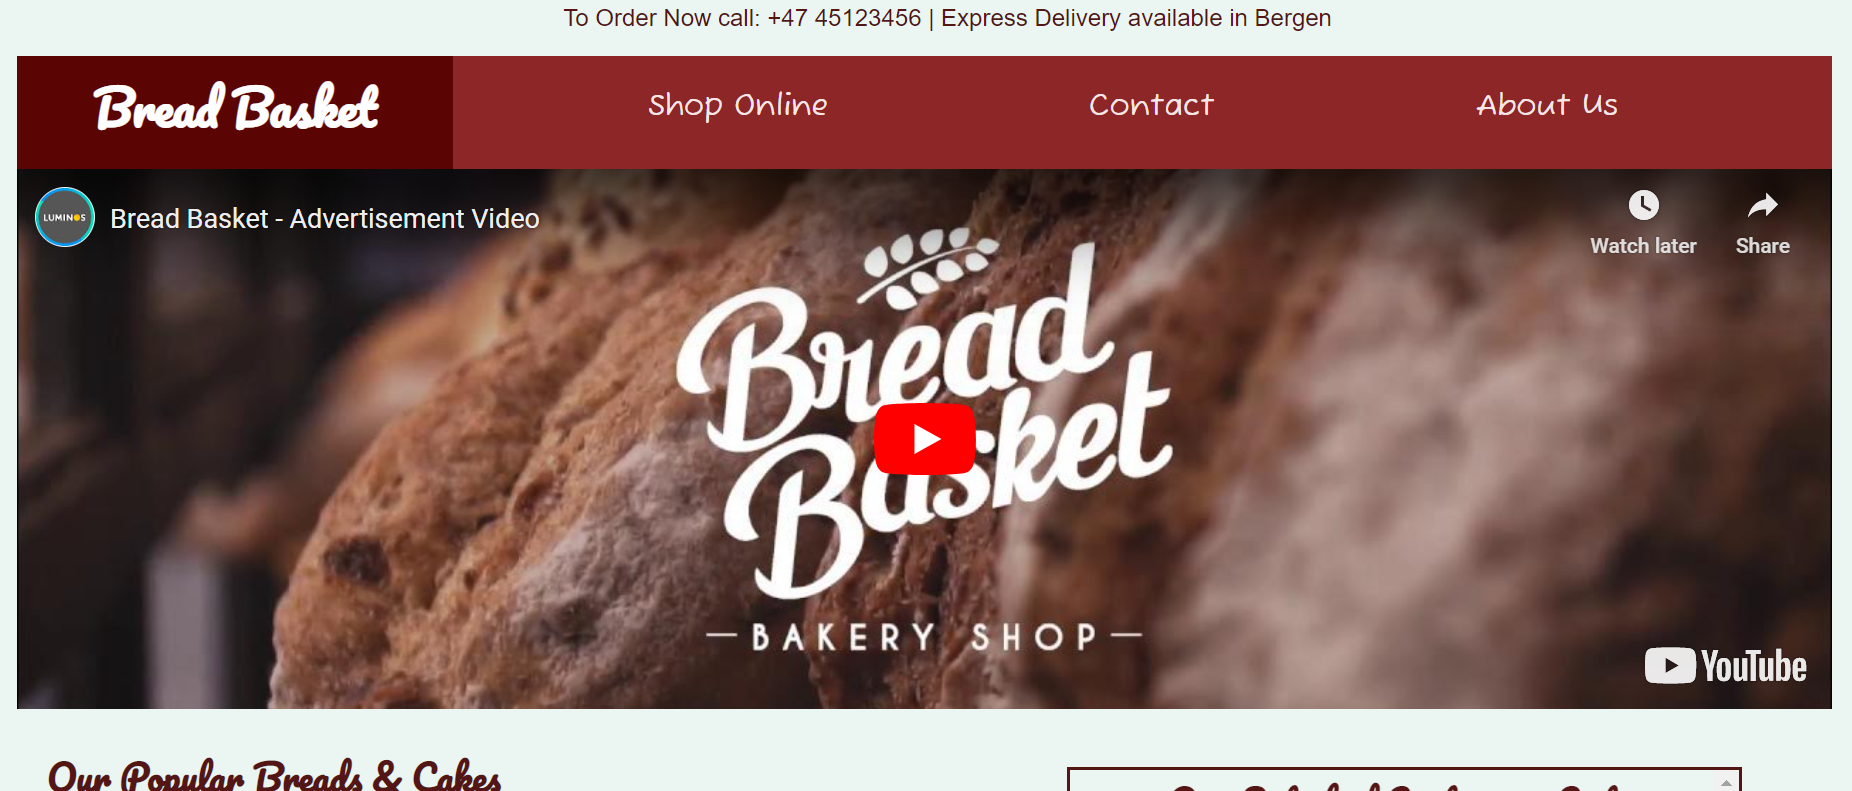 To Order Now call: +47 45123456 | Express Delivery available in Bergen
Bread Basket
Shop Online
Contact
About Us
LUMINOS
Bread Basket - Advertisement Video
Watch later
Share
Bread
Basket
BAKERY SHOP
YouTube
Our Popular Breads & Cakes